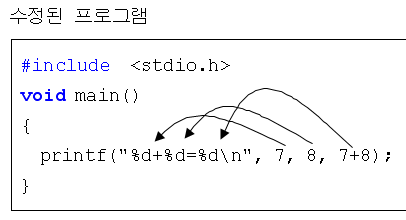 수정된 프로그램
#include <stdio.h>
void main()
{
printf("%d+%d=%d\n", 7, 8, 7+8);
}